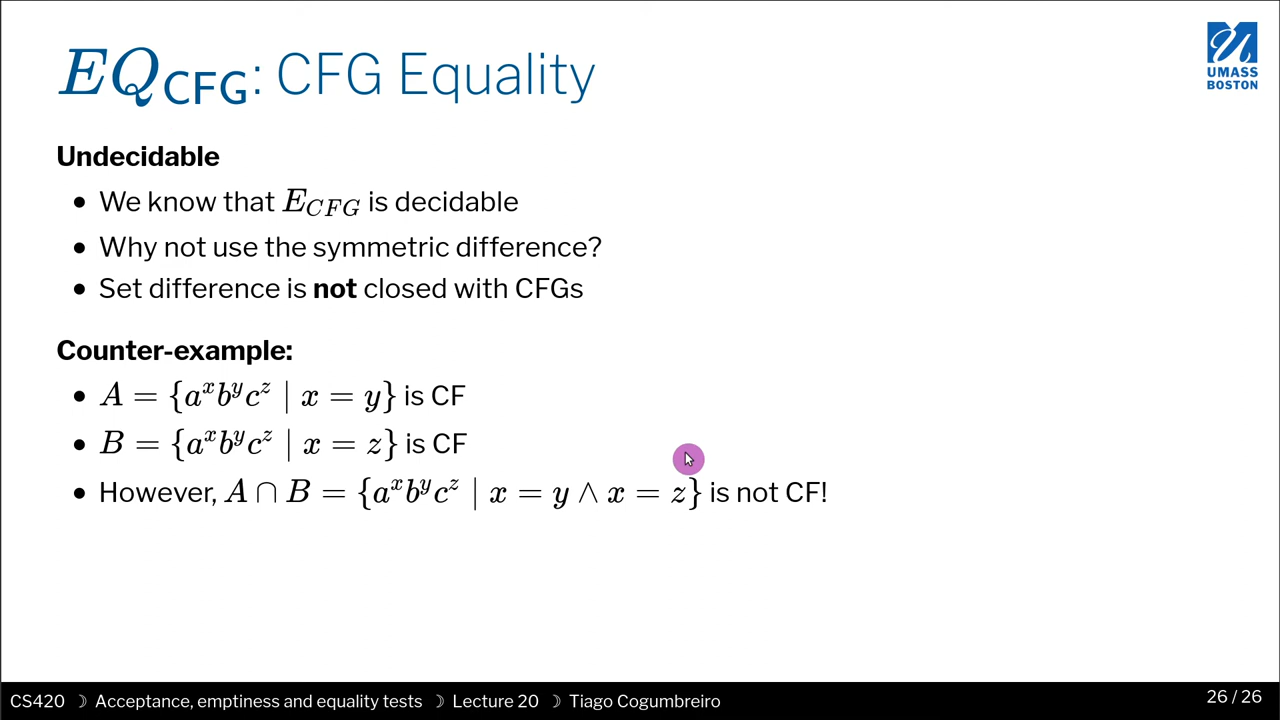 EQ_CFG: CFG Equality
UMASS
BOSTON
Undecidable
• We know that E_CFG is decidable
• Why not use the symmetric difference?
• Set difference is not closed with CFGs
Counter-example:
• A = {a^x b^y c^z | x = y} is CF
• B = {a^x b^y c^z | x = z} is CF
• However, A ∩ B = {a^x b^y c^z | x = y ∧ x = z} is not CF!
CS420 ☽ Acceptance, emptiness and equality tests ☽ Lecture 20 ☽ Tiago Cogumbreiro
26 / 26